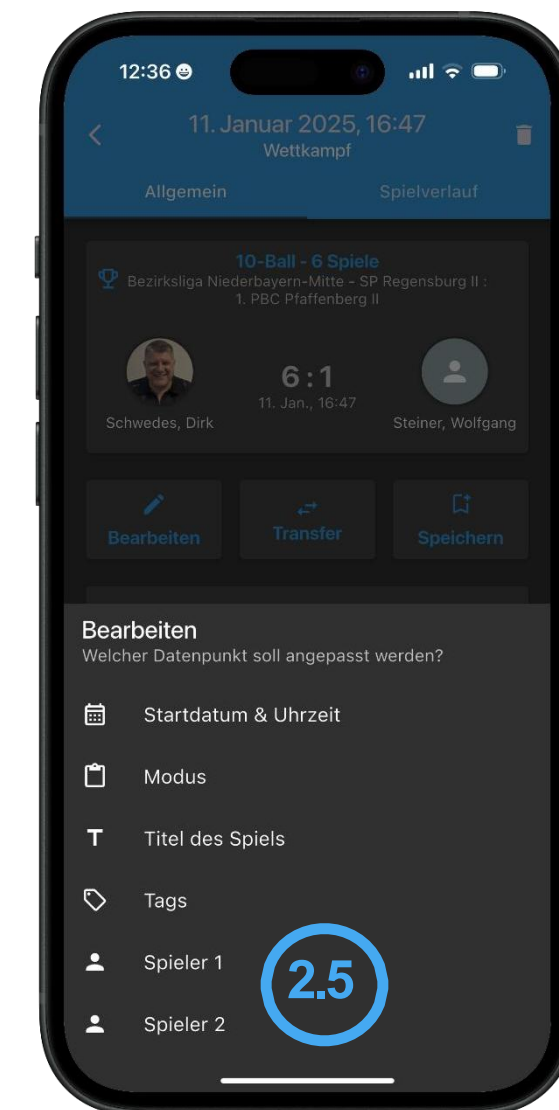 12:36
11. Januar 2025, 16:47
Wettkampf
Allgemein
Spielverlauf
10-Ball - 6 Spiele
Bezirksliga Niederbayern-Mitte - SP Regensburg II :
1. PBC Pfaffenberg II
6 : 1
11. Jan., 16:47
Schwedes, Dirk
Steiner, Wolfgang
Bearbeiten
Transfer
Speichern
Bearbeiten
Welcher Datenpunkt soll angepasst werden?
Startdatum & Uhrzeit
Modus
T Titel des Spiels
Tags
Spieler 1
2.5
Spieler 2